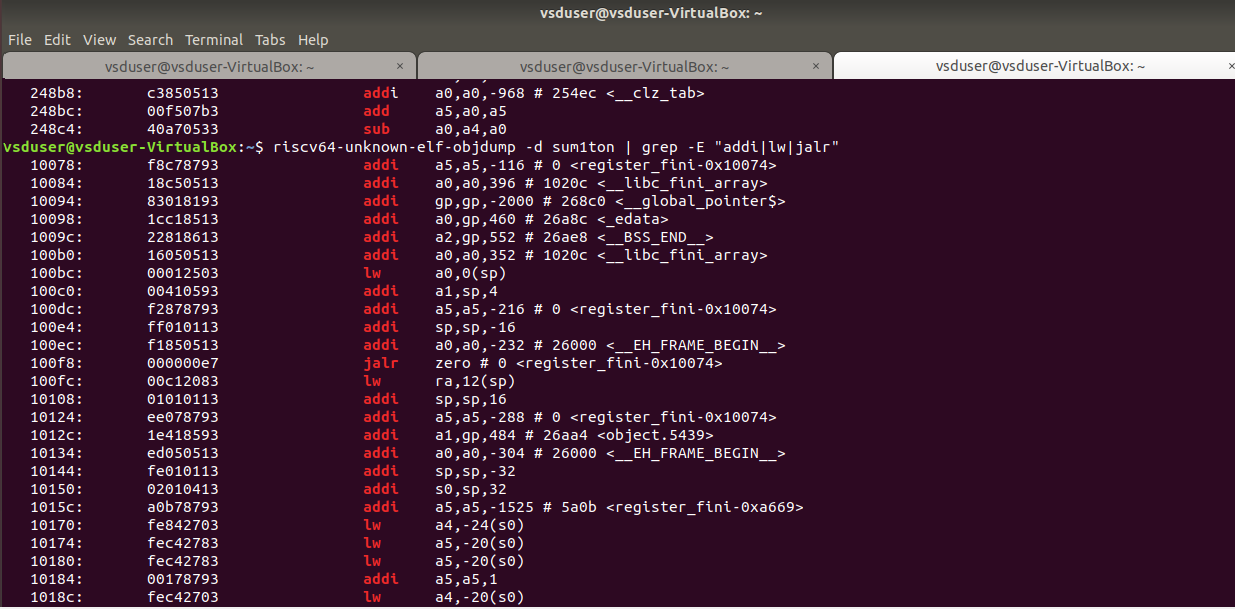 vsduser@vsduser-VirtualBox: ~
File Edit View Search Terminal Tabs Help
vsduser@vsduser-VirtualBox: ~ × vsduser@vsduser-VirtualBox: ~ × vsduser@vsduser-VirtualBox: ~ ×
248b8: c3850513 addi a0,a0,-968 # 254ec <__clz_tab>
248bc: 00f507b3 add a5,a0,a5
248c4: 40a70533 sub a0,a4,a0
vsduser@vsduser-VirtualBox:~$ riscv64-unknown-elf-objdump -d sum1ton | grep -E "addi|lw|jalr"
10078: f8c78793 addi a5,a5,-116 # 0 <register_fini-0x10074>
10084: 18c50513 addi a0,a0,396 # 1020c <__libc_fini_array>
10094: 83018193 addi gp,gp,-2000 # 268c0 <__global_pointer$>
10098: 1cc18513 addi a0,gp,460 # 26a8c <_edata>
1009c: 22818613 addi a2,gp,552 # 26ae8 <__BSS_END__>
100b0: 16050513 addi a0,a0,352 # 1020c <__libc_fini_array>
100bc: 00012503 lw a0,0(sp)
100c0: 00410593 addi a1,sp,4
100dc: f2878793 addi a5,a5,-216 # 0 <register_fini-0x10074>
100e4: ff010113 addi sp,sp,-16
100ec: f1850513 addi a0,a0,-232 # 26000 <__EH_FRAME_BEGIN__>
100f8: 000000e7 jalr zero # 0 <register_fini-0x10074>
100fc: 00c12083 lw ra,12(sp)
10108: 01010113 addi sp,sp,16
10124: ee078793 addi a5,a5,-288 # 0 <register_fini-0x10074>
1012c: 1e418593 addi a1,gp,484 # 26aa4 <object.5439>
10134: ed050513 addi a0,a0,-304 # 26000 <__EH_FRAME_BEGIN__>
10144: fe010113 addi sp,sp,-32
10150: 02010413 addi s0,sp,32
1015c: a0b78793 addi a5,a5,-1525 # 5a0b <register_fini-0xa669>
10170: fe842703 lw a4,-24(s0)
10174: fec42783 lw a5,-20(s0)
10180: fec42783 lw a5,-20(s0)
10184: 00178793 addi a5,a5,1
1018c: fec42703 lw a4,-20(s0)